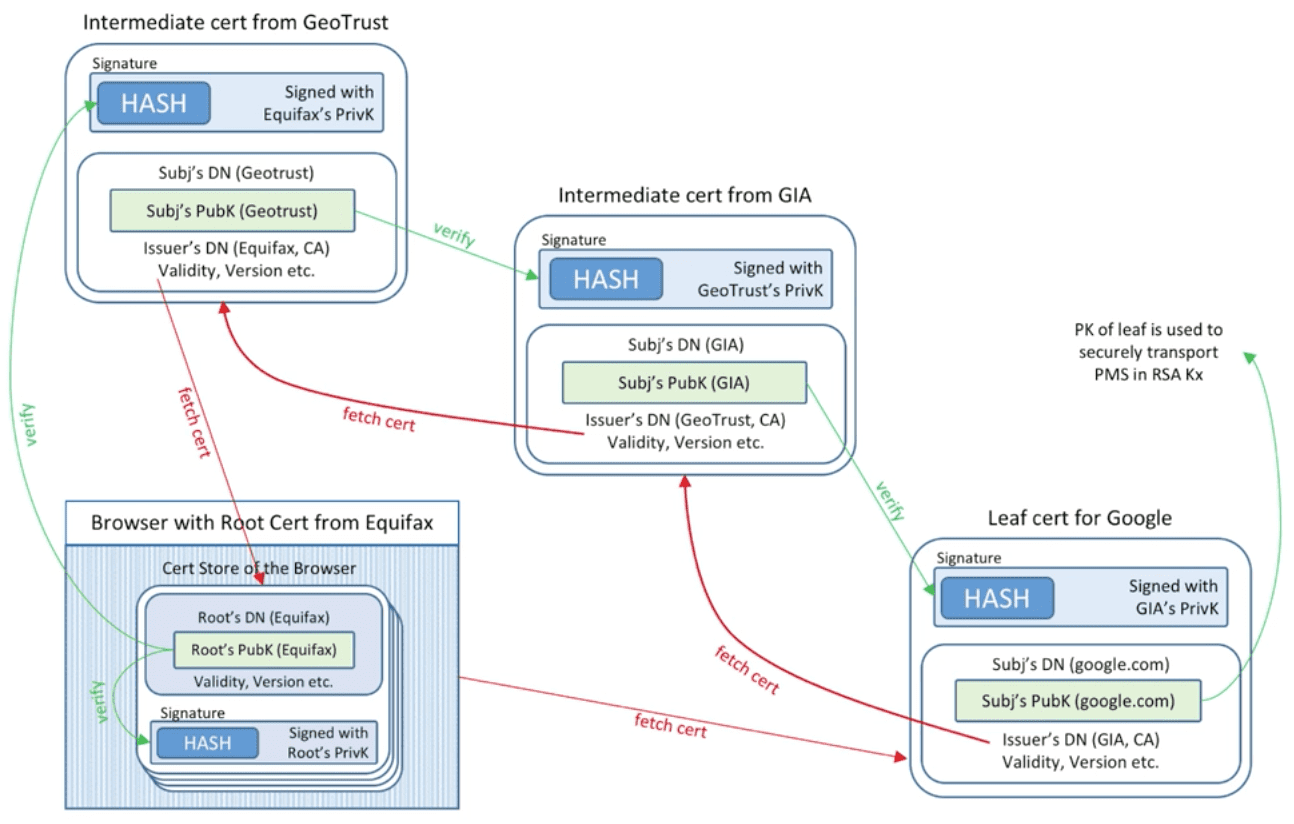 Intermediate cert from GeoTrust
Signature
HASH
Signed with
Equifax's PrivK
Subj's DN (Geotrust)
Subj's PubK (Geotrust)
Issuer's DN (Equifax, CA)
Validity, Version etc.
verify
Intermediate cert from GIA
Signature
HASH
Signed with
GeoTrust's PrivK
Subj's DN (GIA)
Subj's PubK (GIA)
Issuer's DN (GeoTrust, CA)
Validity, Version etc.
fetch cert
fetch cert
verify
verify
PK of leaf is used to
securely transport
PMS in RSA Kx
Browser with Root Cert from Equifax
Cert Store of the Browser
Root's DN (Equifax)
Root's PubK (Equifax)
Validity, Version etc.
verify
Signature
HASH
Signed with
Root's PrivK
fetch cert
fetch cert
Leaf cert for Google
Signature
HASH
Signed with
GIA's PrivK
Subj's DN (google.com)
Subj's PubK (google.com)
Issuer's DN (GIA, CA)
Validity, Version etc.